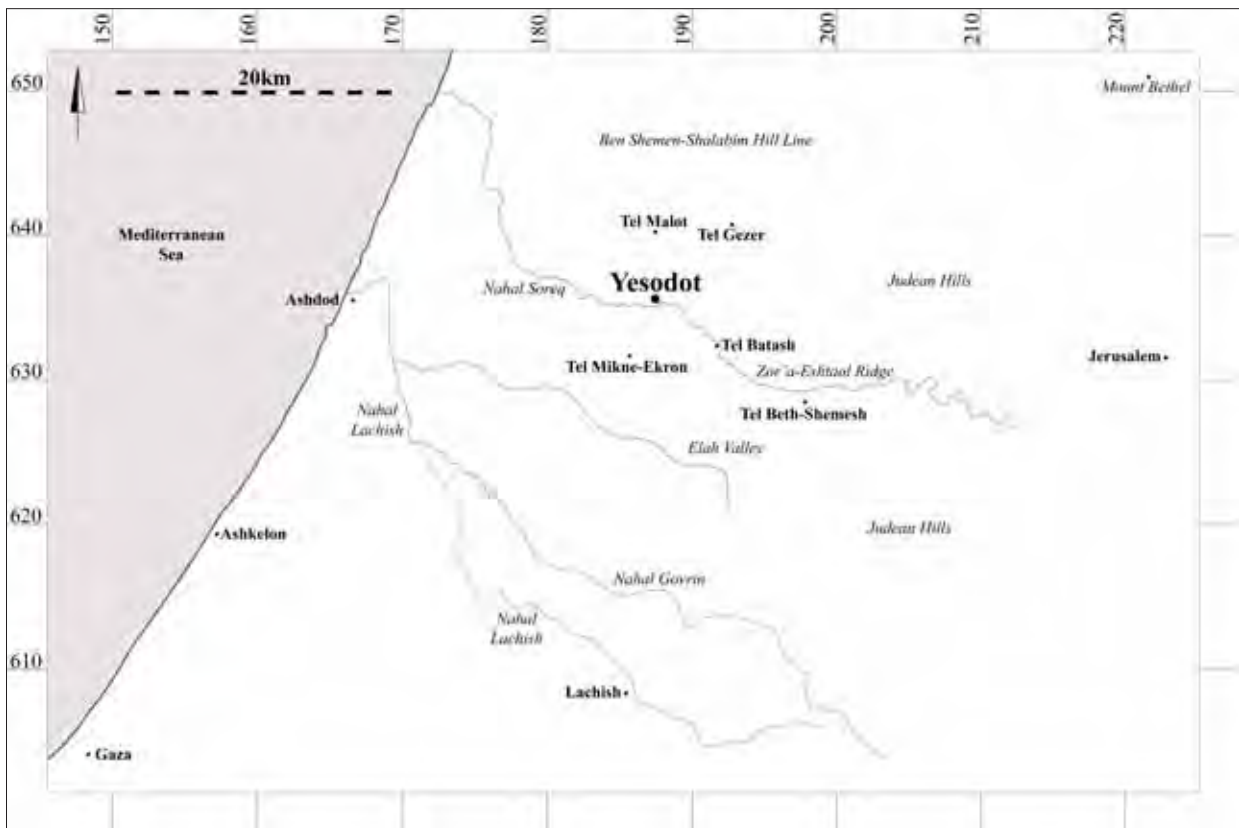 150
160
170
180
190
200
210
220
650
640
630
620
610
20km
Mount Bethel
Ben Shemen-Shalabim Hill Line
Tel Malot
Tel Gezer
Mediterranean
Sea
Yesodot
Judean Hills
Nahal Soreq
Ashdod
Tel Batash
Jerusalem
Tel Mikne-Ekron
Zor'a-Eshtaol Ridge
Nahal
Lachish
Tel Beth-Shemesh
Elah Valley
Ashkelon
Judean Hills
Nahal Govrin
Nahal
Lachish
Lachish
Gaza